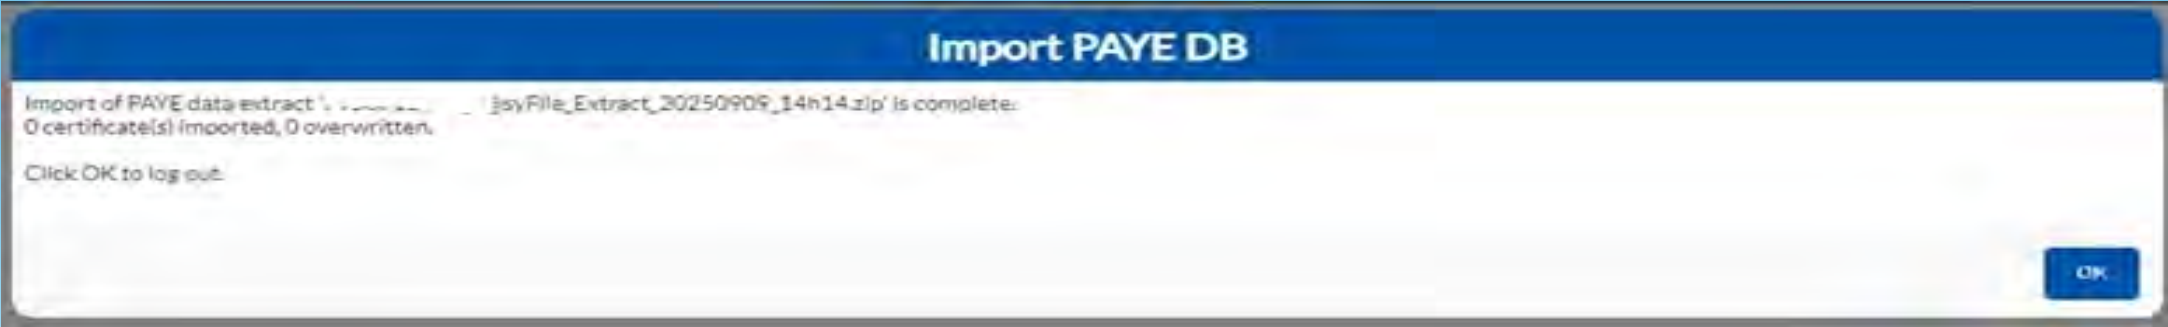 Import PAYE DB
Import of PAYE data extract ' jsyFile_Extract_20250909_14h14.zip' is complete.
0 certificate(s) imported, 0 overwritten.
Click OK to log out.
OK